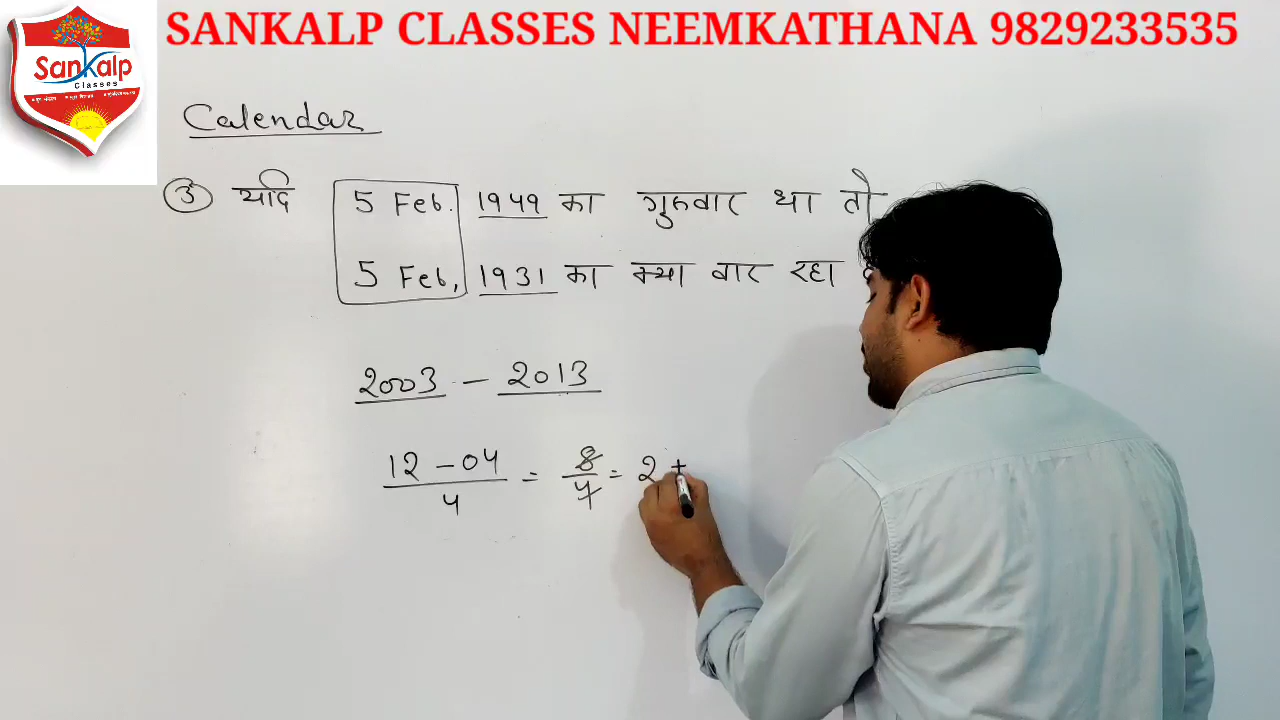 SANKALP CLASSES NEEMKATHANA 9829233535
Sankalp
Classes
Calendar
③ यदि 5 Feb. 1949 का गुरुवार था तो
5 Feb, 1931 का क्या वार रहा
2003 - 2013
12 - 04 / 4 = 8 / 4 = 2 +